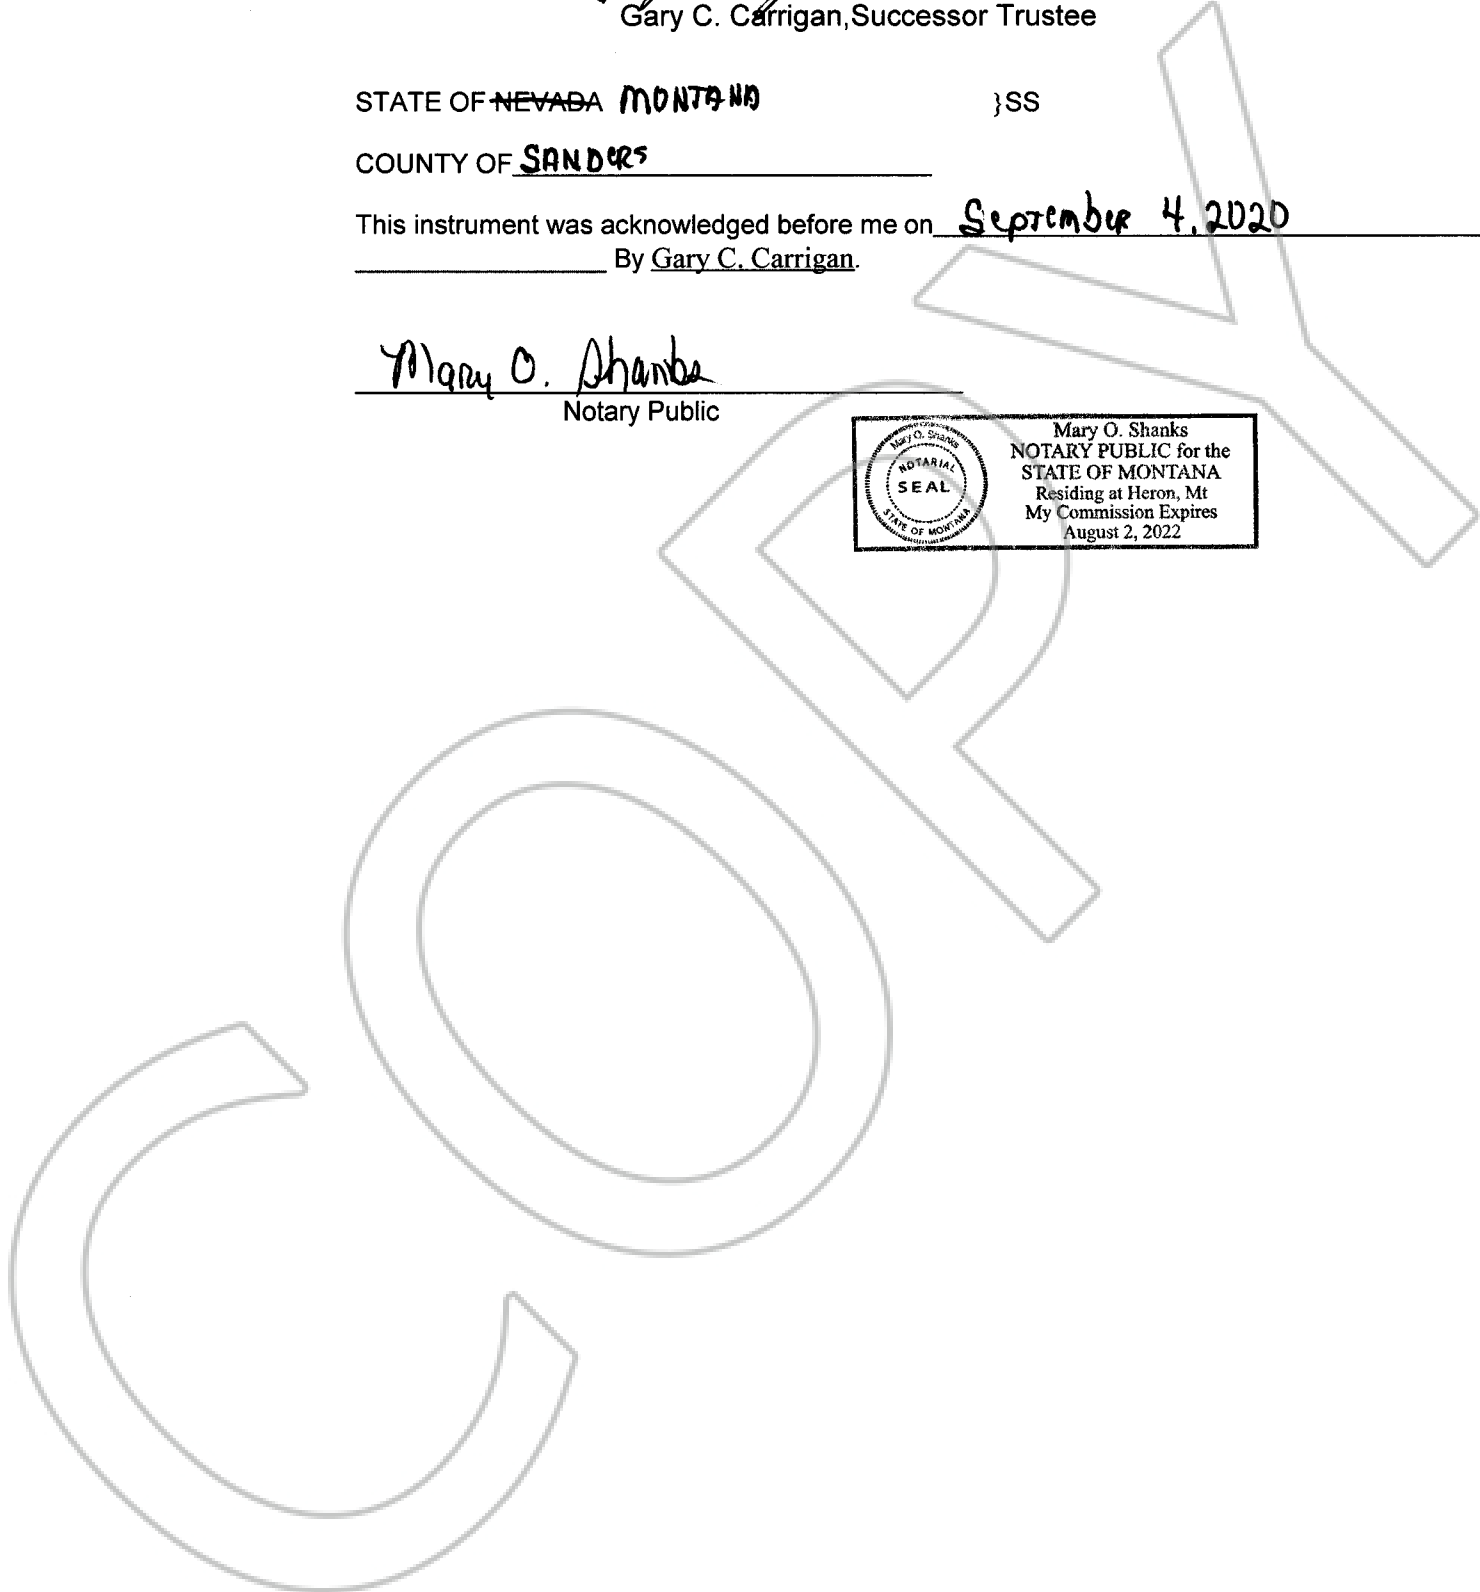 Gary C. Carrigan,Successor Trustee
STATE OF NEVADA MONTANA }SS
COUNTY OF SANDERS
This instrument was acknowledged before me on September 4, 2020
By Gary C. Carrigan.
Mary O. Shanks
Notary Public
Mary O. Shanks
NOTARIAL
SEAL
STATE OF MONTANA
Mary O. Shanks
NOTARY PUBLIC for the
STATE OF MONTANA
Residing at Heron, Mt
My Commission Expires
August 2, 2022
COPY